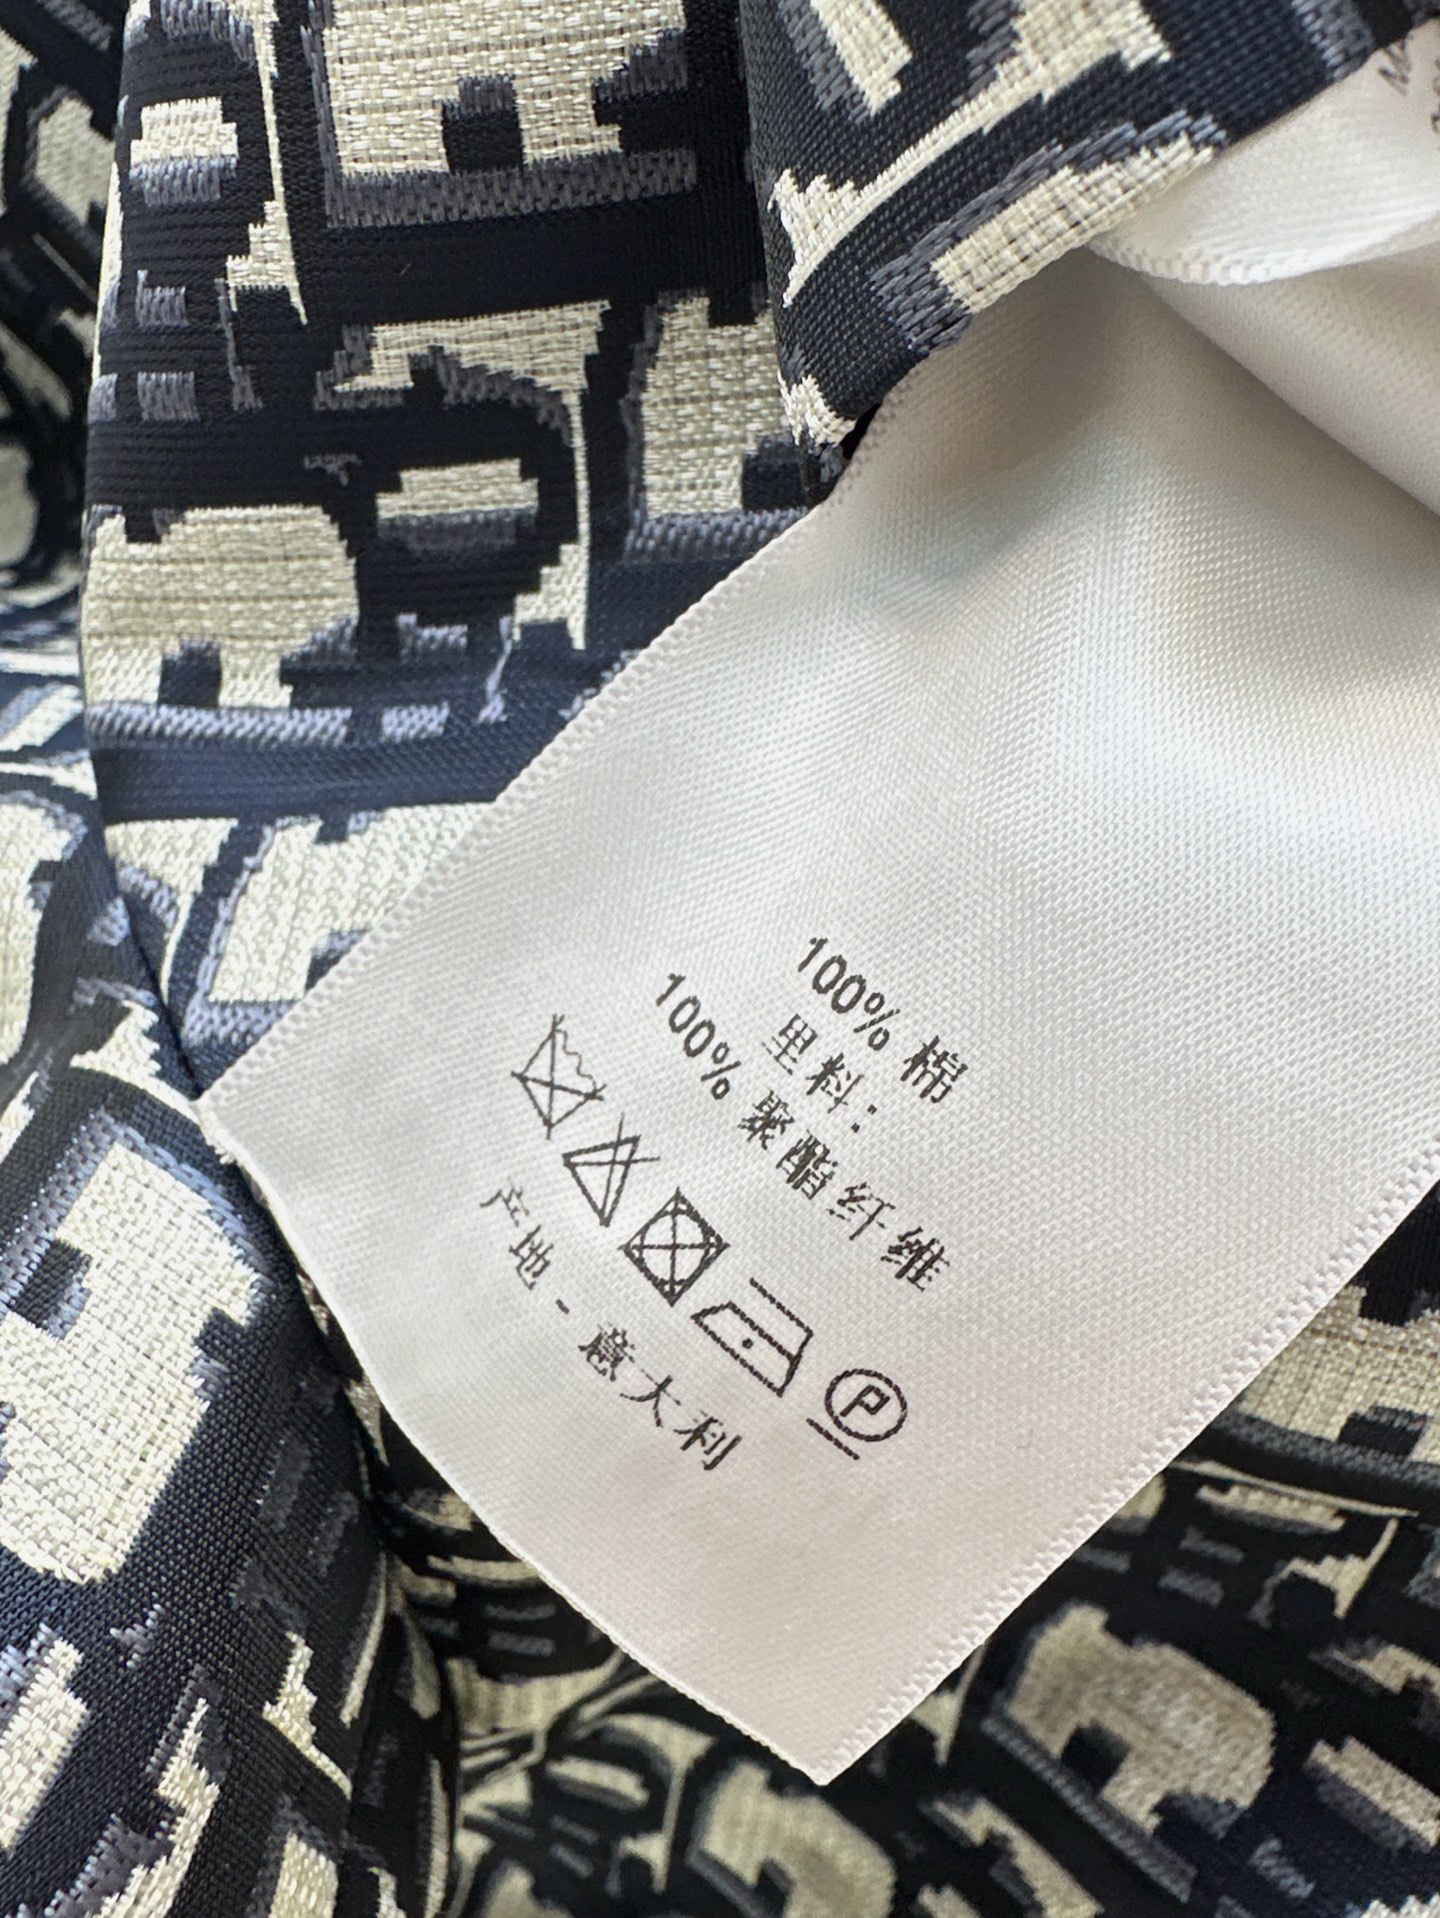 100% 棉
里料：
100% 聚酯纤维
P
产地 - 意大利